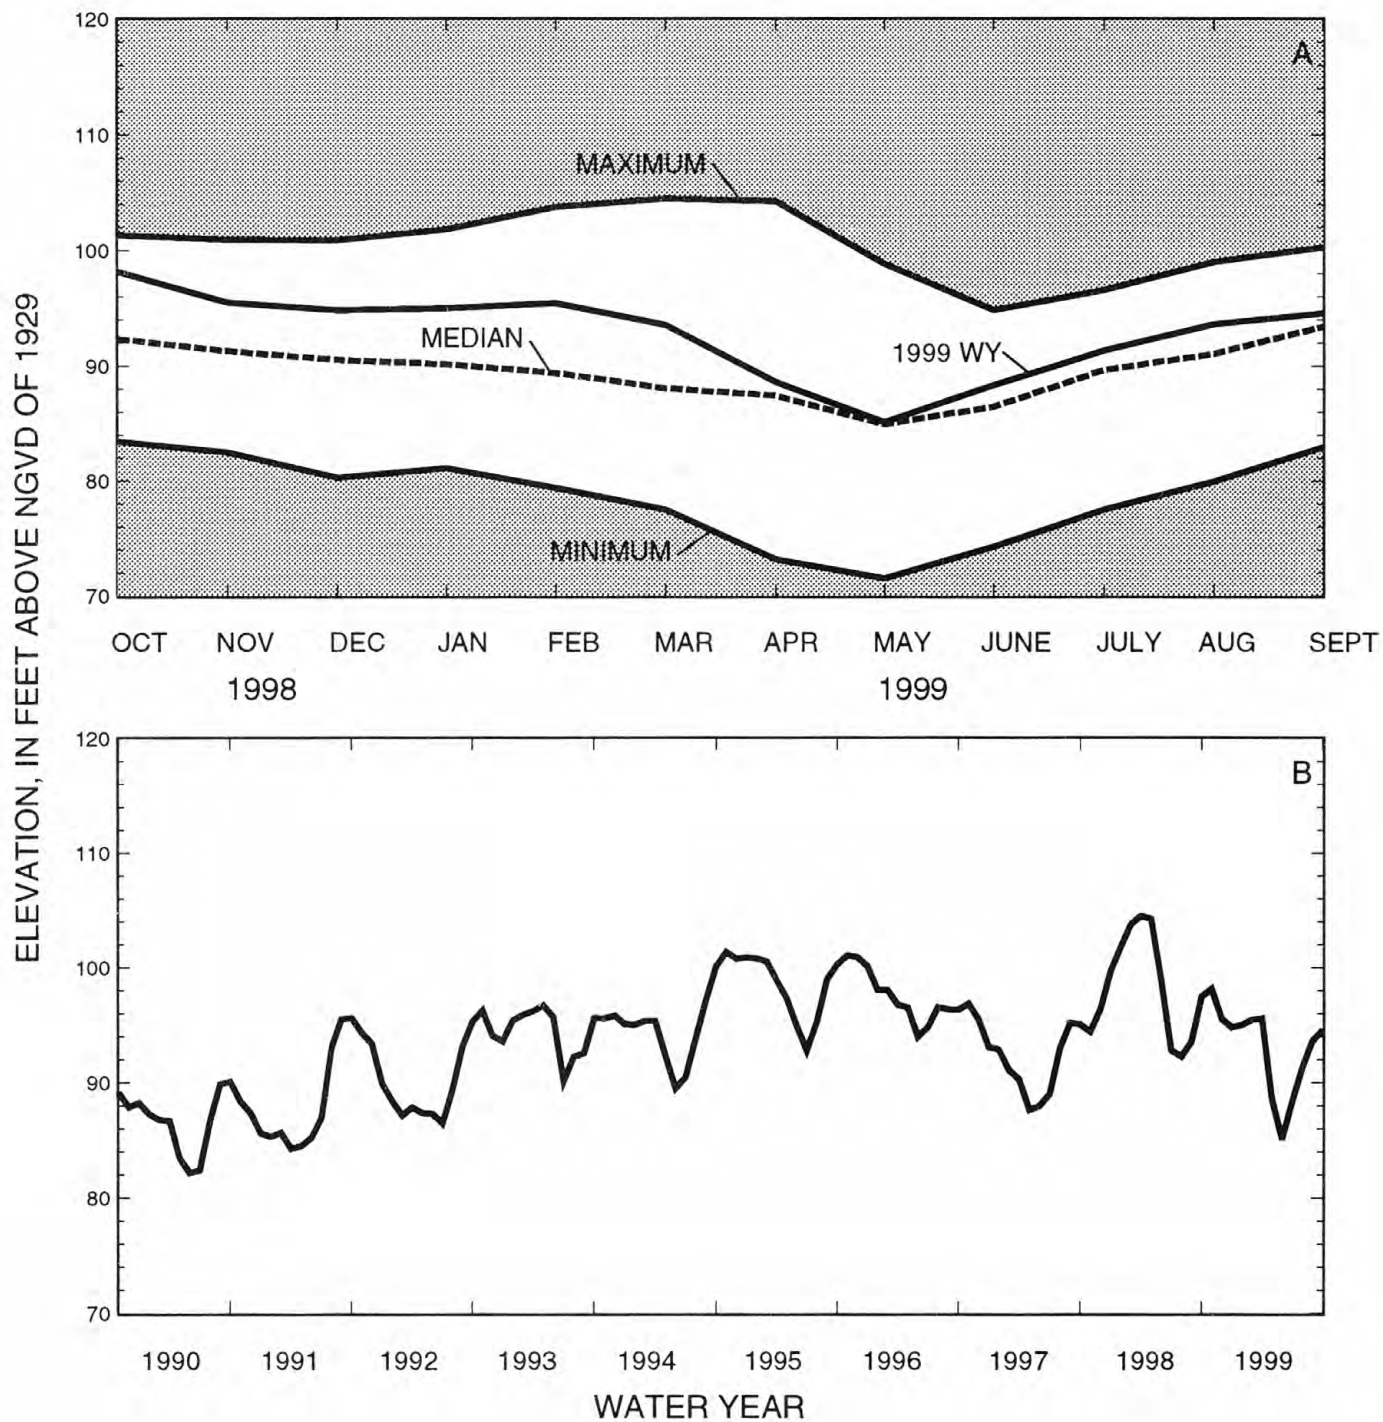 ELEVATION, IN FEET ABOVE NGVD OF 1929
120
A
110
MAXIMUM
100
MEDIAN
1999 WY
90
80
MINIMUM
70
OCT NOV DEC JAN FEB MAR APR MAY JUNE JULY AUG SEPT
1998 1999
120
B
110
100
90
80
70
1990 1991 1992 1993 1994 1995 1996 1997 1998 1999
WATER YEAR